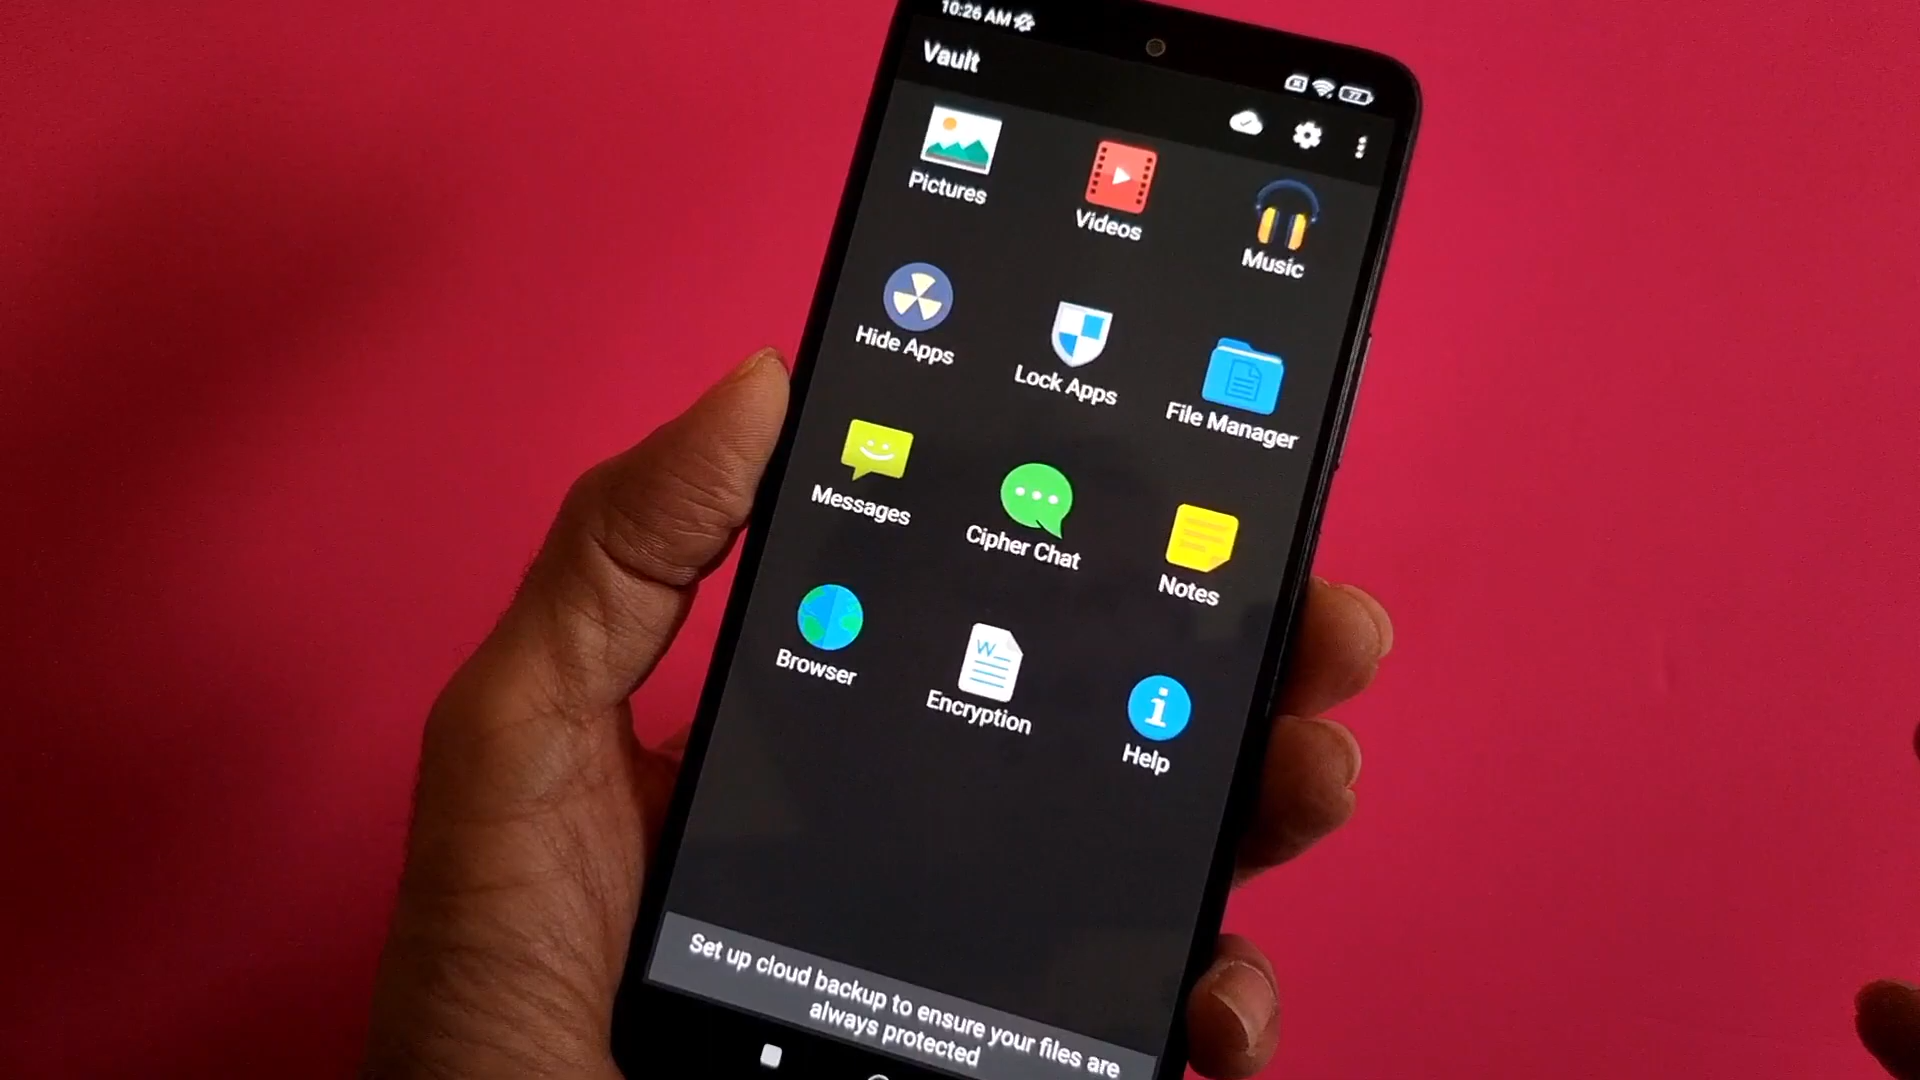 10:26 AM
77
Vault
Pictures
Videos
Music
Hide Apps
Lock Apps
File Manager
Messages
Cipher Chat
Notes
Browser
W
Encryption
i
Help
Set up cloud backup to ensure your files are
always protected